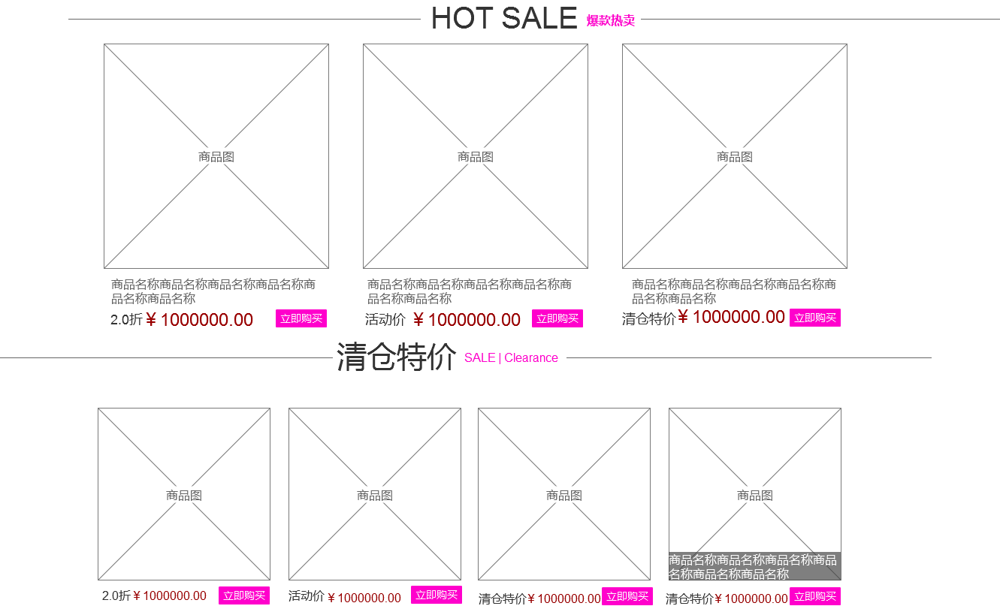 HOT SALE 爆款热卖
商品图
商品图
商品图
商品名称商品名称商品名称商品名称商
品名称商品名称
2.0折 ¥ 1000000.00 立即购买
商品名称商品名称商品名称商品名称商
品名称商品名称
活动价 ¥ 1000000.00 立即购买
商品名称商品名称商品名称商品名称商
品名称商品名称
清仓特价 ¥ 1000000.00 立即购买
清仓特价 SALE | Clearance
商品图
商品图
商品图
商品图
商品名称商品名称商品名称商品
名称商品名称商品名称
2.0折 ¥ 1000000.00 立即购买
活动价 ¥ 1000000.00 立即购买
清仓特价 ¥ 1000000.00 立即购买
清仓特价 ¥ 1000000.00 立即购买